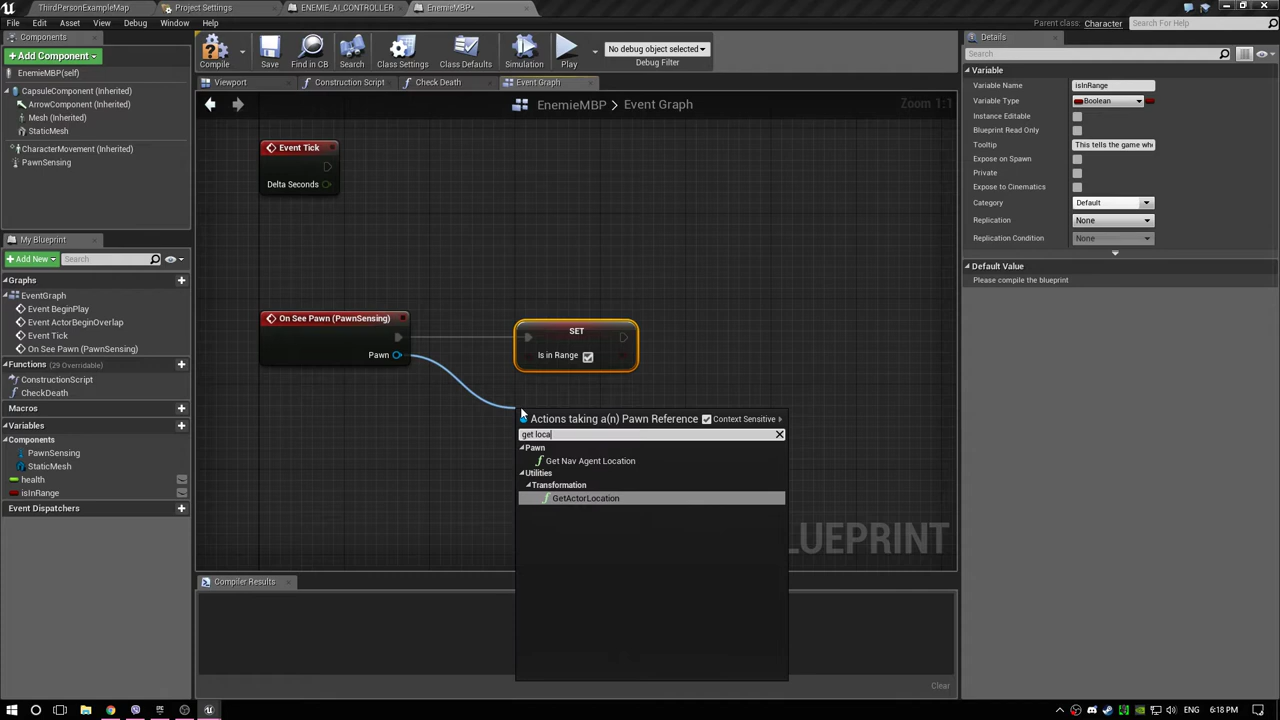 ThirdPersonExampleMap
Project Settings
ENEMIE_AI_CONTROLLER
EnemieMBP*
File Edit Asset View Debug Window Help
Parent class: Character
Search For Help
Components
Add Component
EnemieMBP(self)
CapsuleComponent (Inherited)
ArrowComponent (Inherited)
Mesh (Inherited)
StaticMesh
CharacterMovement (Inherited)
PawnSensing
Compile
Save
Find in CB
Search
Class Settings
Class Defaults
Simulation
Play
No debug object selected
Debug Filter
Viewport
Construction Script
Check Death
Event Graph
EnemieMBP > Event Graph
Zoom 1:1
Event Tick
Delta Seconds
On See Pawn (PawnSensing)
Pawn
SET
Is in Range
Actions taking a(n) Pawn Reference
Context Sensitive
get loca
Pawn
Get Nav Agent Location
Utilities
Transformation
GetActorLocation
LUEPRINT
My Blueprint
Add New
Search
Graphs
EventGraph
Event BeginPlay
Event ActorBeginOverlap
Event Tick
On See Pawn (PawnSensing)
Functions (29 Overridable)
ConstructionScript
CheckDeath
Macros
Variables
Components
PawnSensing
StaticMesh
health
isInRange
Event Dispatchers
Compiler Results
Clear
Details
Search
Variable
Variable Name isInRange
Variable Type Boolean
Instance Editable
Blueprint Read Only
Tooltip This tells the game whe
Expose on Spawn
Private
Expose to Cinematics
Category Default
Replication None
Replication Condition None
Default Value
Please compile the blueprint
ENG 6:18 PM